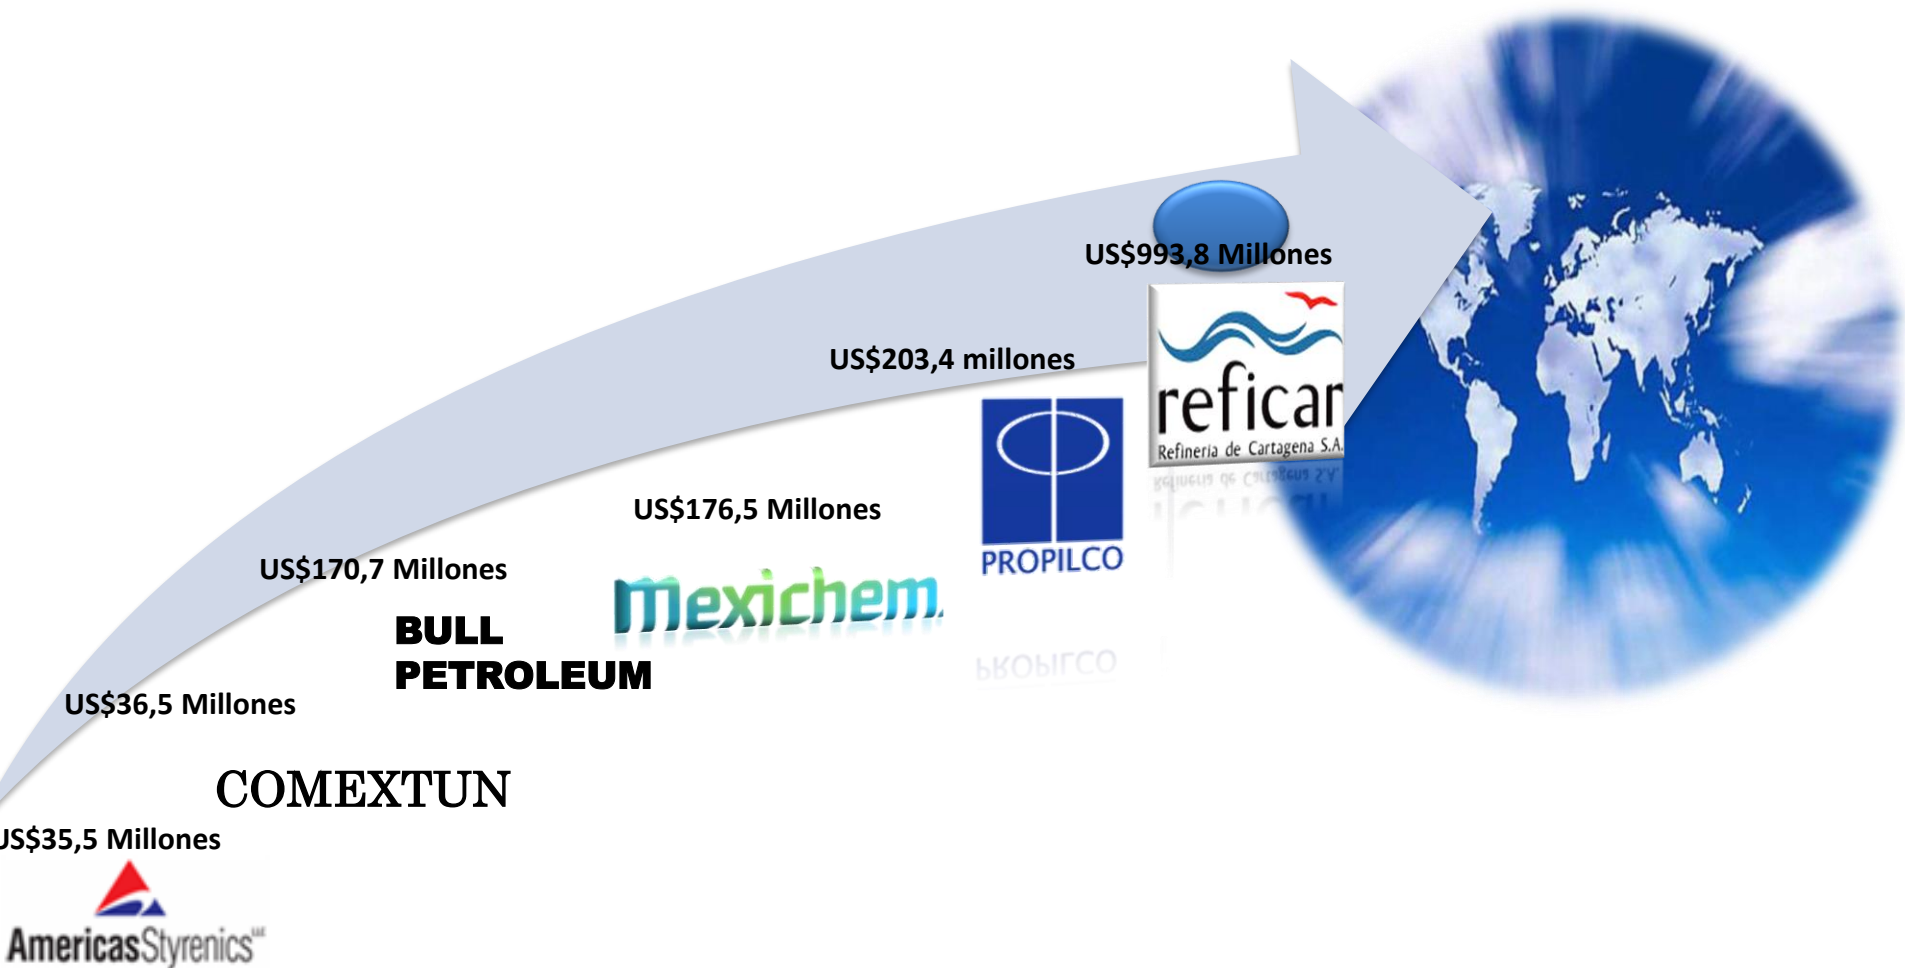 US$993,8 Millones
reficar
Refinería de Cartagena S.A.
US$203,4 millones
PROPILCO
US$176,5 Millones
mexichem.
US$170,7 Millones
BULL
PETROLEUM
US$36,5 Millones
COMEXTUN
US$35,5 Millones
AmericasStyrenics